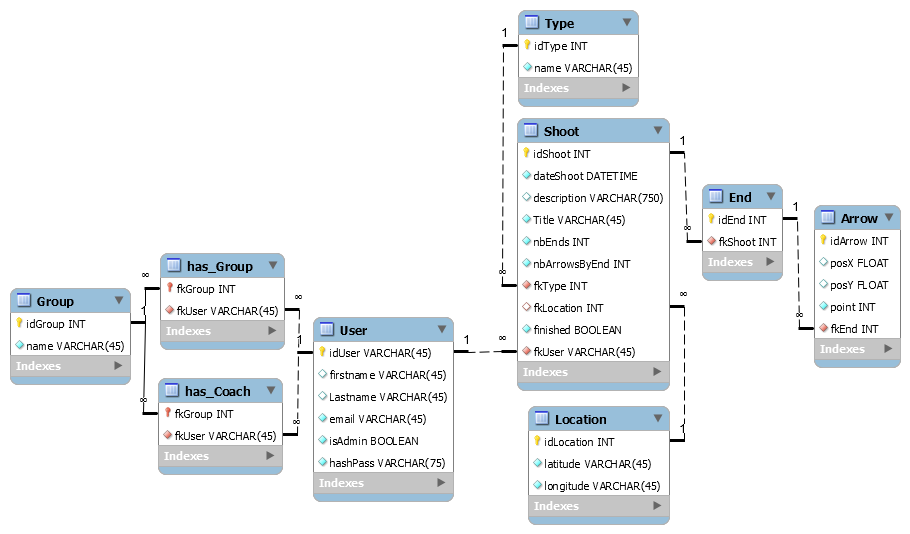 Type
idType INT
name VARCHAR(45)
Indexes
1
∞
Shoot
idShoot INT
dateShoot DATETIME
description VARCHAR(750)
Title VARCHAR(45)
nbEnds INT
nbArrowsByEnd INT
fkType INT
fkLocation INT
finished BOOLEAN
fkUser VARCHAR(45)
Indexes
1
∞
End
idEnd INT
fkShoot INT
Indexes
1
∞
Arrow
idArrow INT
posX FLOAT
posY FLOAT
point INT
fkEnd INT
Indexes
Group
idGroup INT
name VARCHAR(45)
Indexes
1
∞
∞
has_Group
fkGroup INT
fkUser VARCHAR(45)
Indexes
∞
has_Coach
fkGroup INT
fkUser VARCHAR(45)
Indexes
∞
1
User
idUser VARCHAR(45)
firstname VARCHAR(45)
Lastname VARCHAR(45)
email VARCHAR(45)
isAdmin BOOLEAN
hashPass VARCHAR(75)
Indexes
1
∞
∞
1
Location
idLocation INT
latitude VARCHAR(45)
longitude VARCHAR(45)
Indexes